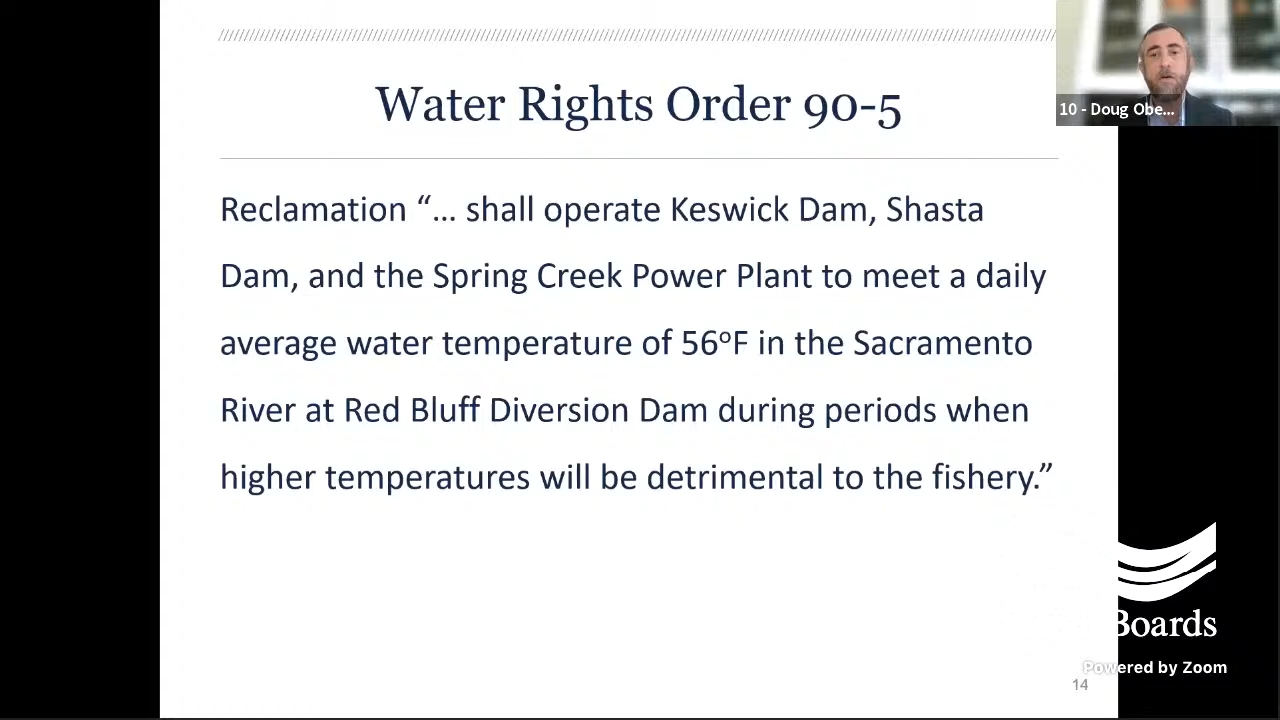 Water Rights Order 90-5
10 - Doug Obe...
Reclamation “... shall operate Keswick Dam, Shasta
Dam, and the Spring Creek Power Plant to meet a daily
average water temperature of 56ºF in the Sacramento
River at Red Bluff Diversion Dam during periods when
higher temperatures will be detrimental to the fishery.”
Boards
Powered by Zoom
14